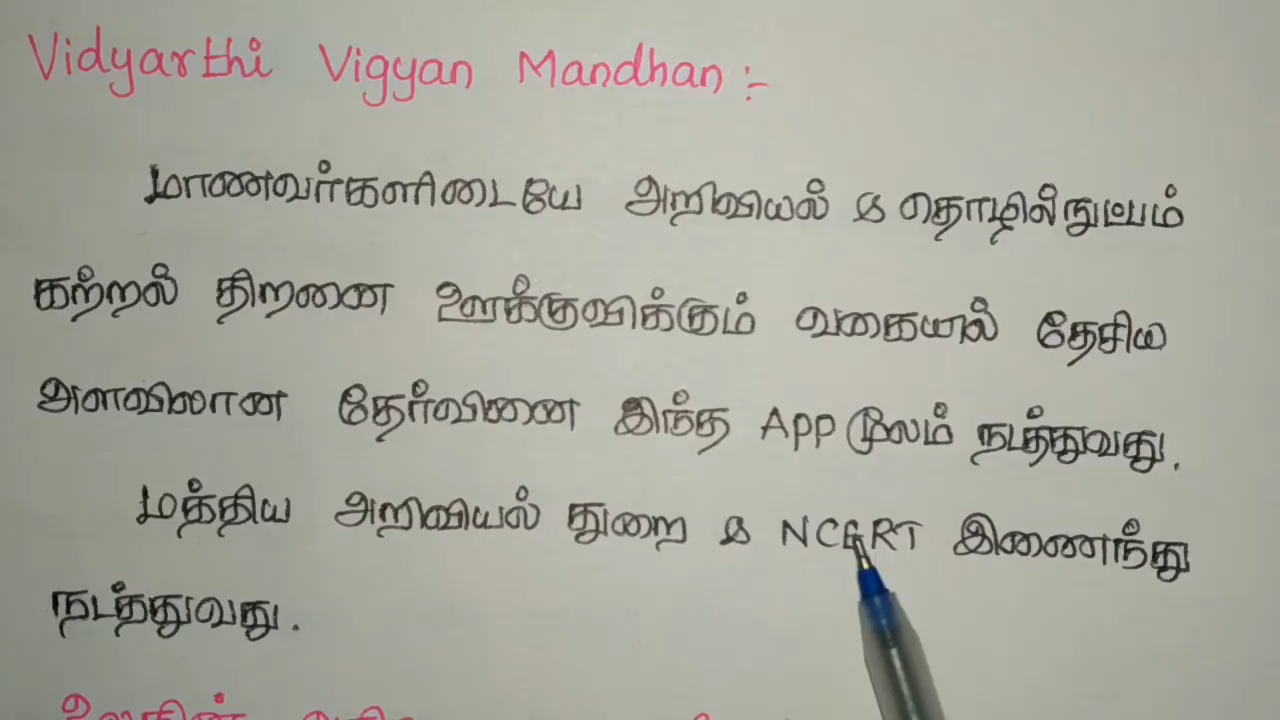 Vidyarthi Vigyan Mandhan :-
மாணவர்களிடையே அறிவியல் & தொழில்நுட்பம்
கற்றல் திறனை ஊக்குவிக்கும் வகையில் தேசிய
அளவிலான தேர்வினை இந்த App மூலம் நடத்துவது.
மத்திய அறிவியல் துறை & NCERT இணைந்து
நடத்துவது.